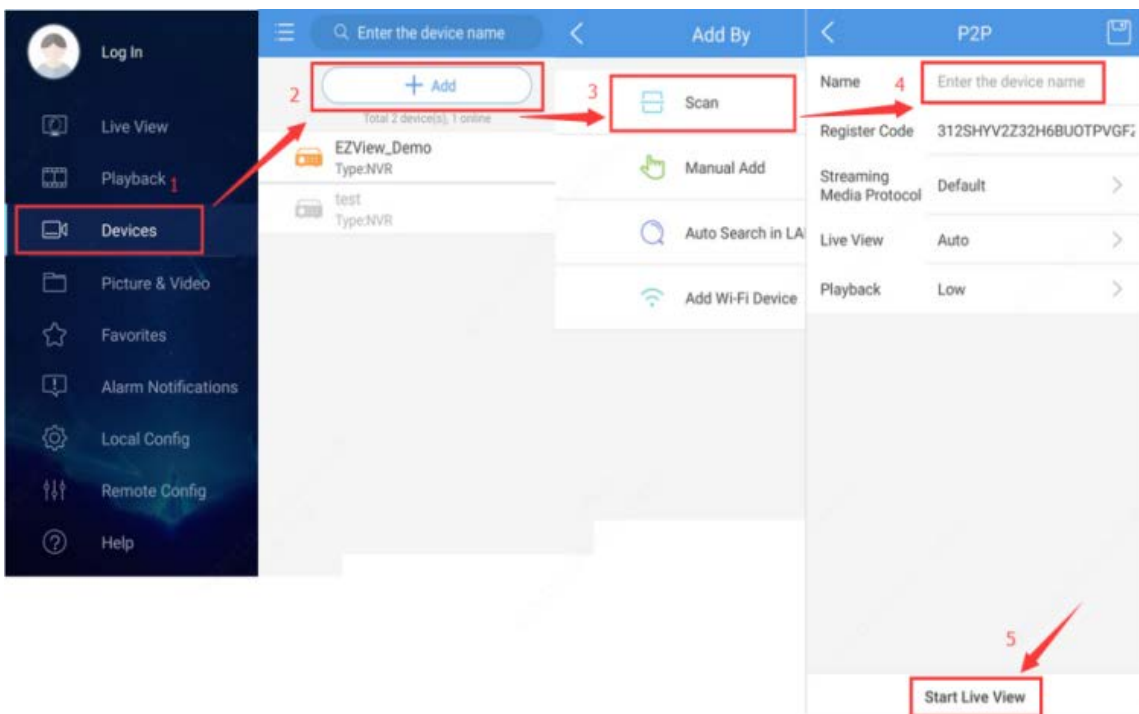 Log In
Live View
Playback
1
Devices
Picture & Video
Favorites
Alarm Notifications
Local Config
Remote Config
Help
Enter the device name
2
+ Add
Total 2 device(s), 1 online
EZView_Demo
Type:NVR
test
Type:NVR
Add By
3
Scan
Manual Add
Auto Search in LA
Add Wi-Fi Device
P2P
Name
4
Enter the device name
Register Code
312SHYV2Z32H6BUOTPVGFZ
Streaming
Media Protocol
Default
Live View
Auto
Playback
Low
5
Start Live View